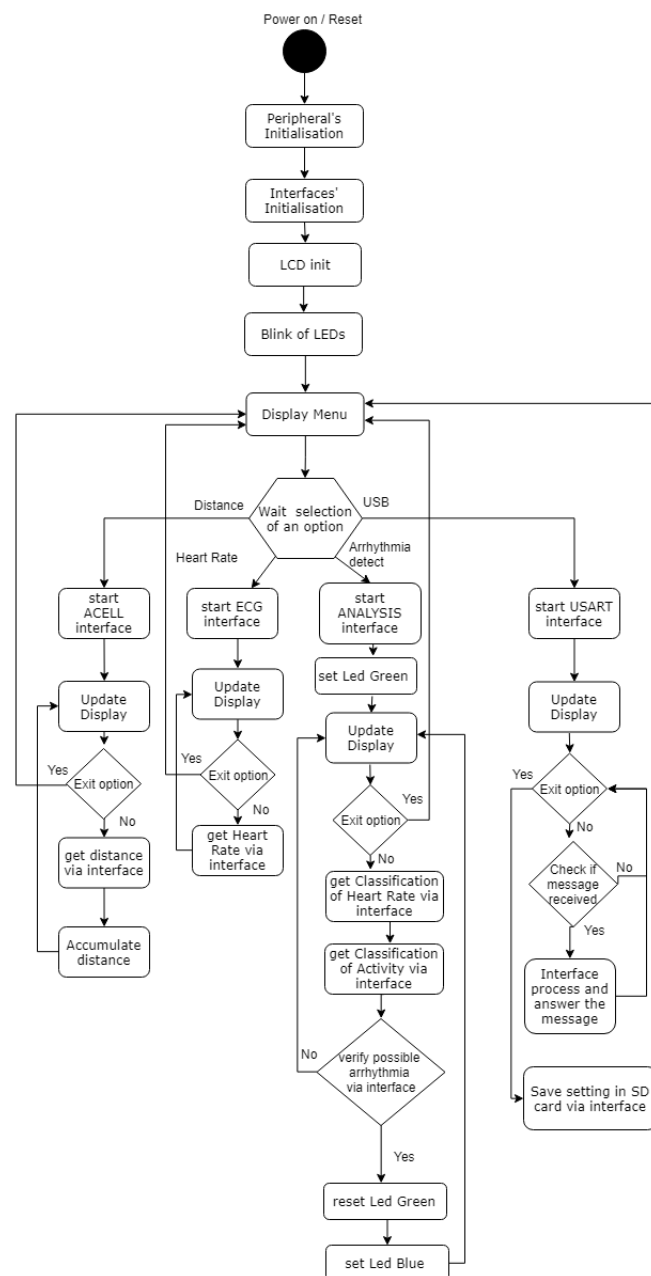 Power on / Reset
Peripheral's
Initialisation
Interfaces'
Initialisation
LCD init
Blink of LEDs
Display Menu
Wait selection
of an option
Distance
USB
Heart Rate
Arrhythmia
detect
start
ACELL
interface
Update
Display
Yes
Exit option
No
get distance
via interface
Accumulate
distance
start ECG
interface
Update
Display
Yes
Exit option
No
get Heart
Rate via
interface
start
ANALYSIS
interface
set Led Green
Update
Display
Exit option
Yes
No
get Classification
of Heart Rate via
interface
get Classification
of Activity via
interface
No
verify possible
arrhythmia
via interface
Yes
reset Led Green
set Led Blue
start USART
interface
Update
Display
Yes
Exit option
No
Check if
message
received
No
Yes
Interface
process and
answer the
message
Save setting in SD
card via interface